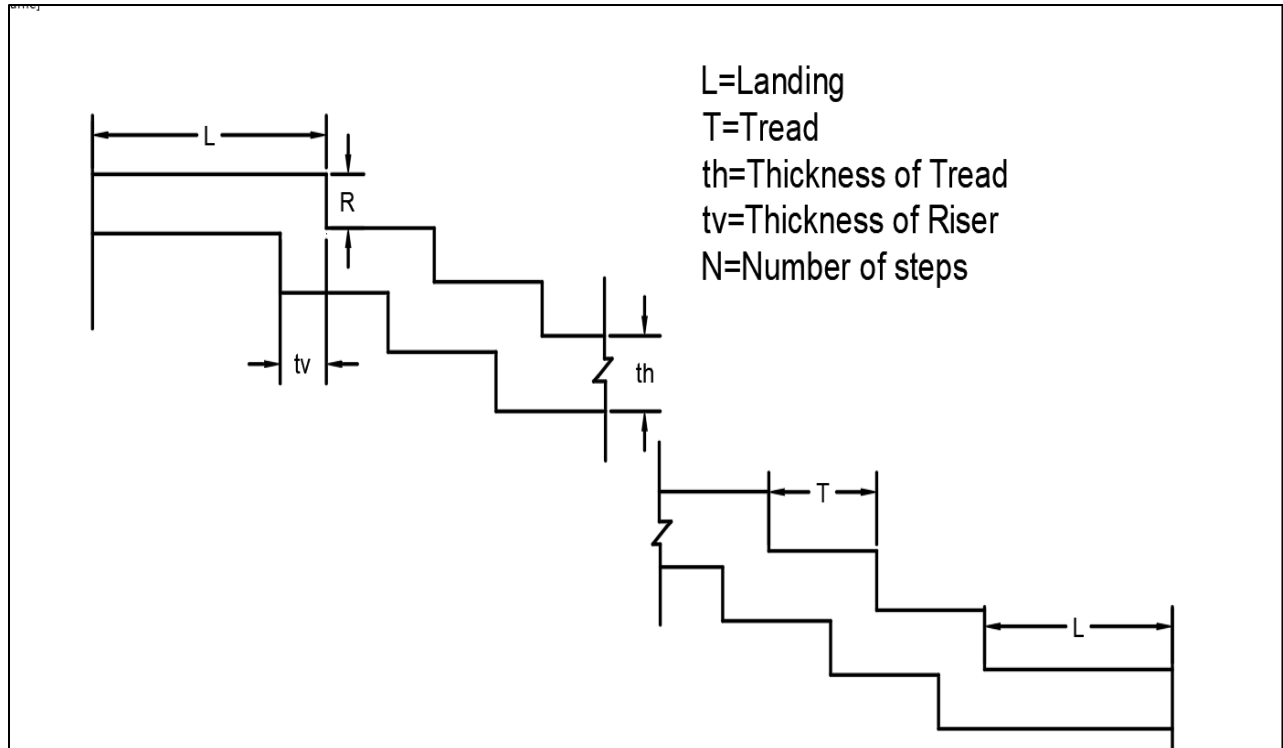 L=Landing
T=Tread
th=Thickness of Tread
tv=Thickness of Riser
N=Number of steps
L
R
tv
th
T
L